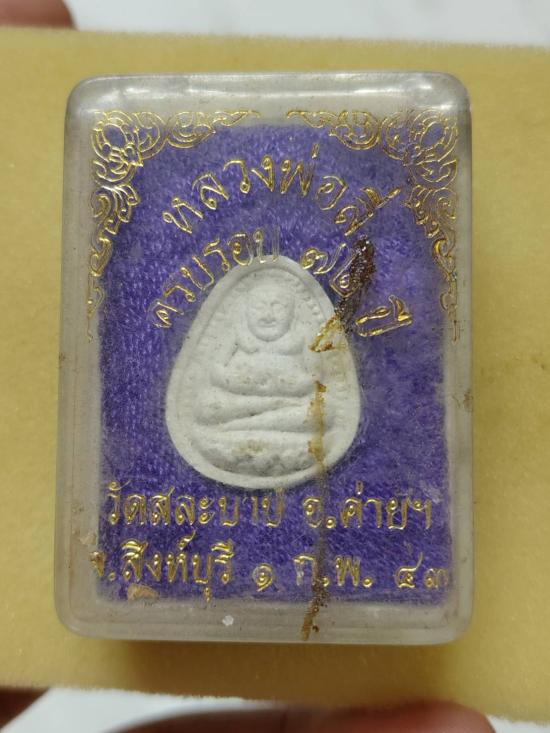 หลวงพ่อสี
ครบรอบ ๗๒ ปี
วัดสละบาป อ.ค่ายฯ
จ.สิงห์บุรี ๑ ก.พ. ๔๓